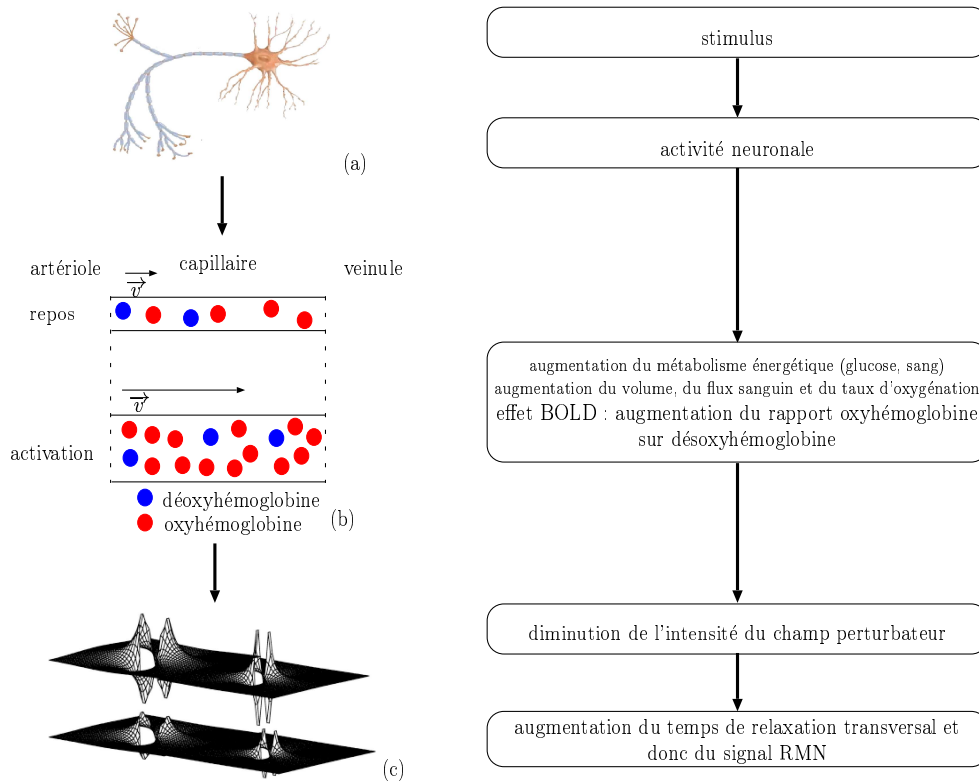 (a)
artériole
capillaire
veinule
v
repos
v
activation
déoxyhémoglobine
oxyhémoglobine
(b)
(c)
stimulus
activité neuronale
augmentation du métabolisme énergétique (glucose, sang)
augmentation du volume, du flux sanguin et du taux d'oxygénation
effet BOLD : augmentation du rapport oxyhémoglobine
sur désoxyhémoglobine
diminution de l'intensité du champ perturbateur
augmentation du temps de relaxation transversal et
donc du signal RMN